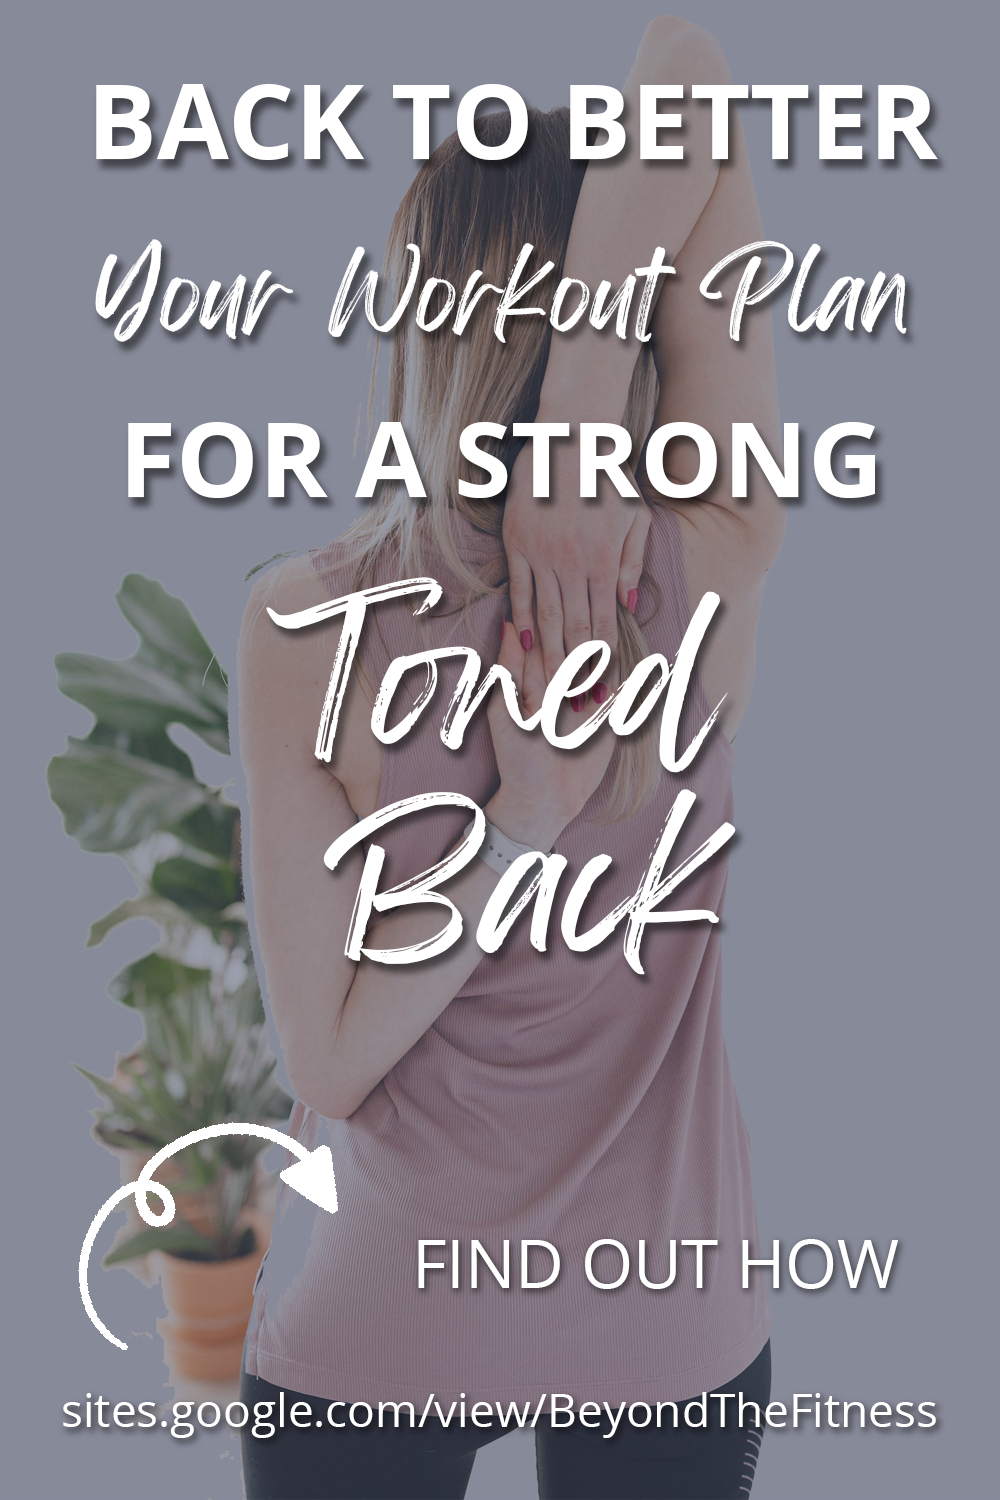 BACK TO BETTER
Your Workout Plan
FOR A STRONG
Toned
Back
FIND OUT HOW
sites.google.com/view/BeyondTheFitness